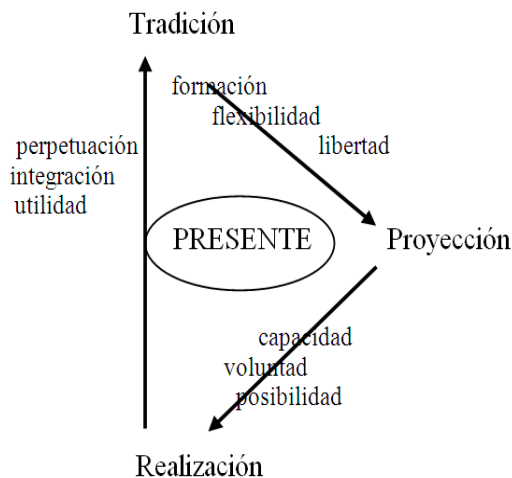 Tradición
formación
flexibilidad
libertad
perpetuación
integración
utilidad
PRESENTE
Proyección
capacidad
voluntad
posibilidad
Realización